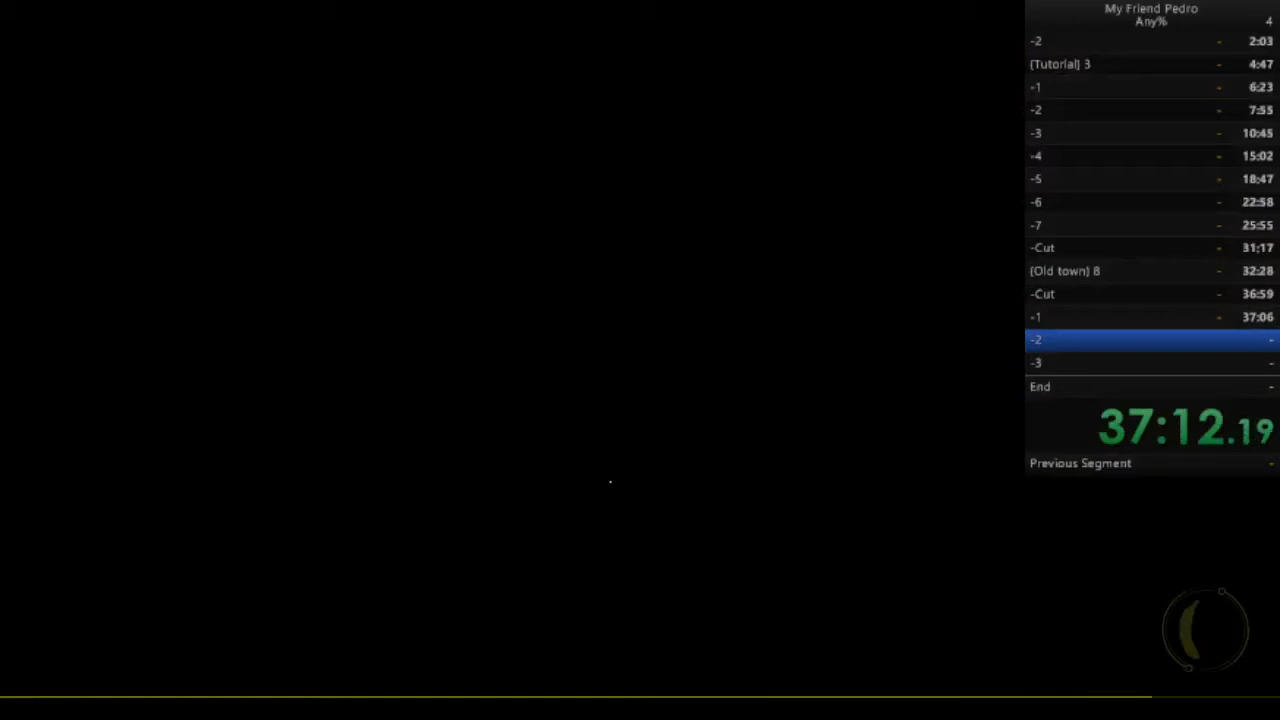 My Friend Pedro
Any% 4
-2 - 2:03
[Tutorial] 3 - 4:47
-1 - 6:23
-2 - 7:55
-3 - 10:45
-4 - 15:02
-5 - 18:47
-6 - 22:58
-7 - 25:55
-Cut - 31:17
[Old town] 8 - 32:28
-Cut - 36:59
-1 - 37:06
-2 -
-3 -
End -
37:12.19
Previous Segment -